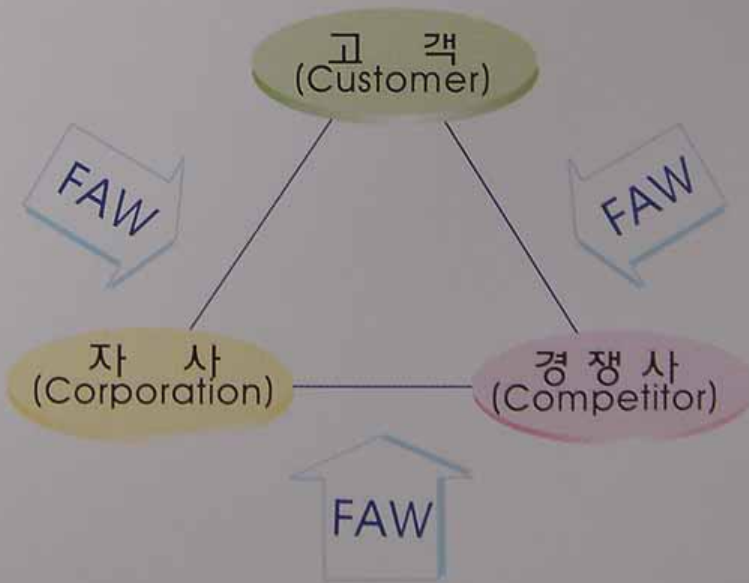 고 객
(Customer)
FAW
FAW
자 사
(Corporation)
경 쟁 사
(Competitor)
FAW